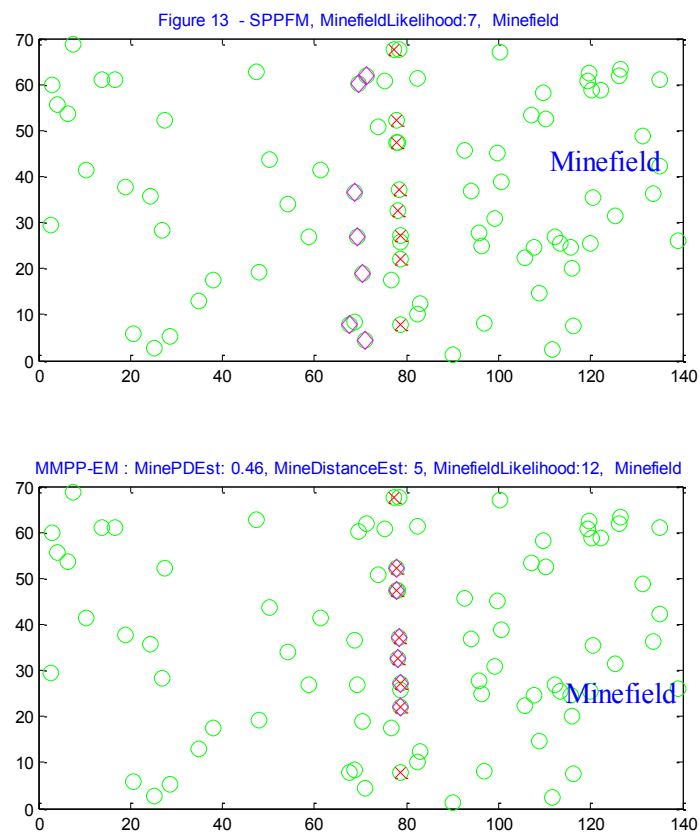 Figure 13 - SPPFM, MinefieldLikelihood:7, Minefield
70
60
50
40
30
20
10
0
Minefield
0 20 40 60 80 100 120 140
MMPP-EM : MinePDEst: 0.46, MineDistanceEst: 5, MinefieldLikelihood:12, Minefield
70
60
50
40
30
20
10
0
Minefield
0 20 40 60 80 100 120 140